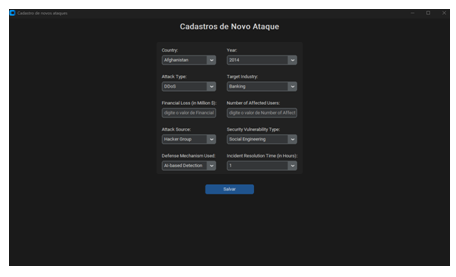 Cadastro de novos ataques
Cadastros de Novo Ataque
Country: Year:
Afghanistan 2014
Attack Type: Target Industry:
DDoS Banking
Financial Loss (in Million $): Number of Affected Users:
digite o valor de Financial digite o valor de Number of Affect
Attack Source: Security Vulnerability Type:
Hacker Group Social Engineering
Defense Mechanism Used: Incident Resolution Time (in Hours):
AI-based Detection 1
Salvar